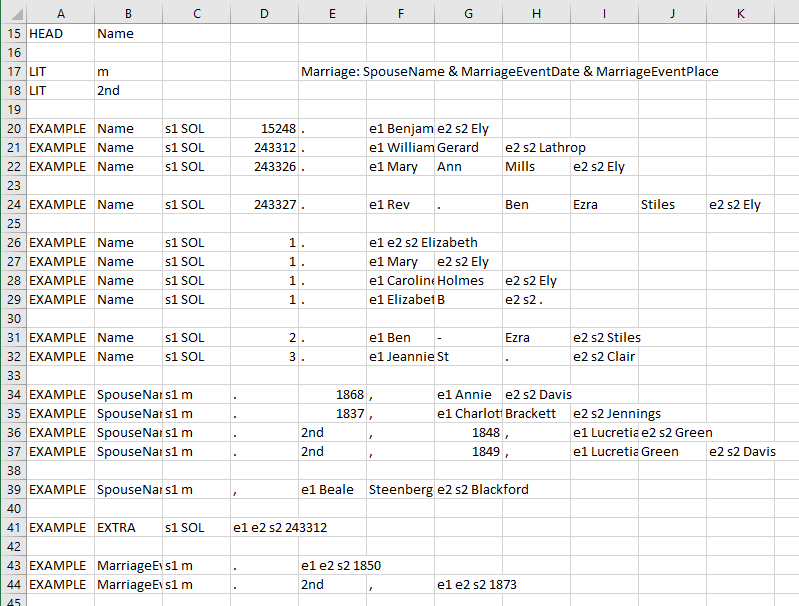 A B C D E F G H I J K
15 HEAD Name
16
17 LIT m Marriage: SpouseName & MarriageEventDate & MarriageEventPlace
18 LIT 2nd
19
20 EXAMPLE Name s1 SOL 15248 . e1 Benjam e2 s2 Ely
21 EXAMPLE Name s1 SOL 243312 . e1 William Gerard e2 s2 Lathrop
22 EXAMPLE Name s1 SOL 243326 . e1 Mary Ann Mills e2 s2 Ely
23
24 EXAMPLE Name s1 SOL 243327 . e1 Rev . Ben Ezra Stiles e2 s2 Ely
25
26 EXAMPLE Name s1 SOL 1 . e1 e2 s2 Elizabeth
27 EXAMPLE Name s1 SOL 1 . e1 Mary e2 s2 Ely
28 EXAMPLE Name s1 SOL 1 . e1 Caroline Holmes e2 s2 Ely
29 EXAMPLE Name s1 SOL 1 . e1 Elizabet B e2 s2 .
30
31 EXAMPLE Name s1 SOL 2 . e1 Ben - Ezra e2 s2 Stiles
32 EXAMPLE Name s1 SOL 3 . e1 Jeannie St . e2 s2 Clair
33
34 EXAMPLE SpouseNar s1 m . 1868 , e1 Annie e2 s2 Davis
35 EXAMPLE SpouseNar s1 m . 1837 , e1 Charlott Brackett e2 s2 Jennings
36 EXAMPLE SpouseNar s1 m . 2nd , 1848 , e1 Lucretia e2 s2 Green
37 EXAMPLE SpouseNar s1 m . 2nd , 1849 , e1 Lucretia Green e2 s2 Davis
38
39 EXAMPLE SpouseNar s1 m , e1 Beale Steenberg e2 s2 Blackford
40
41 EXAMPLE EXTRA s1 SOL e1 e2 s2 243312
42
43 EXAMPLE MarriageEv s1 m . e1 e2 s2 1850
44 EXAMPLE MarriageEv s1 m . 2nd , e1 e2 s2 1873
45